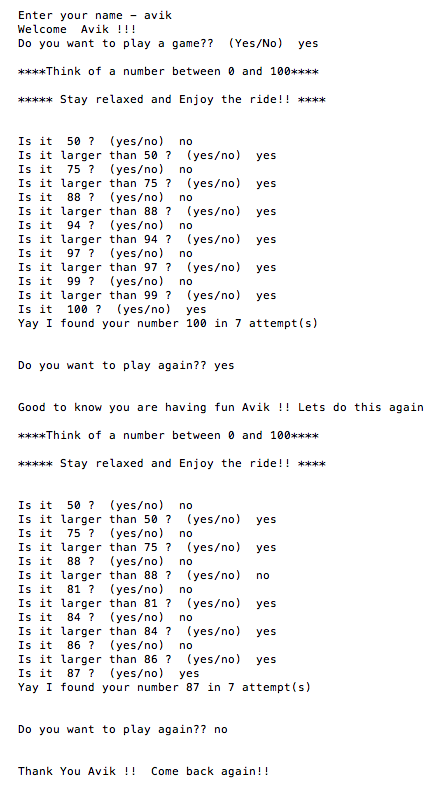 Enter your name - avik
Welcome  Avik !!!
Do you want to play a game??  (Yes/No)  yes
****Think of a number between 0 and 100****
***** Stay relaxed and Enjoy the ride!! ****
Is it  50 ?  (yes/no)  no
Is it larger than 50 ?  (yes/no)  yes
Is it  75 ?  (yes/no)  no
Is it larger than 75 ?  (yes/no)  yes
Is it  88 ?  (yes/no)  no
Is it larger than 88 ?  (yes/no)  yes
Is it  94 ?  (yes/no)  no
Is it larger than 94 ?  (yes/no)  yes
Is it  97 ?  (yes/no)  no
Is it larger than 97 ?  (yes/no)  yes
Is it  99 ?  (yes/no)  no
Is it larger than 99 ?  (yes/no)  yes
Is it  100 ?  (yes/no)  yes
Yay I found your number 100 in 7 attempt(s)
Do you want to play again?? yes
Good to know you are having fun Avik !! Lets do this again
****Think of a number between 0 and 100****
***** Stay relaxed and Enjoy the ride!! ****
Is it  50 ?  (yes/no)  no
Is it larger than 50 ?  (yes/no)  yes
Is it  75 ?  (yes/no)  no
Is it larger than 75 ?  (yes/no)  yes
Is it  88 ?  (yes/no)  no
Is it larger than 88 ?  (yes/no)  no
Is it  81 ?  (yes/no)  no
Is it larger than 81 ?  (yes/no)  yes
Is it  84 ?  (yes/no)  no
Is it larger than 84 ?  (yes/no)  yes
Is it  86 ?  (yes/no)  no
Is it larger than 86 ?  (yes/no)  yes
Is it  87 ?  (yes/no)  yes
Yay I found your number 87 in 7 attempt(s)
Do you want to play again?? no
Thank You Avik !!  Come back again!!